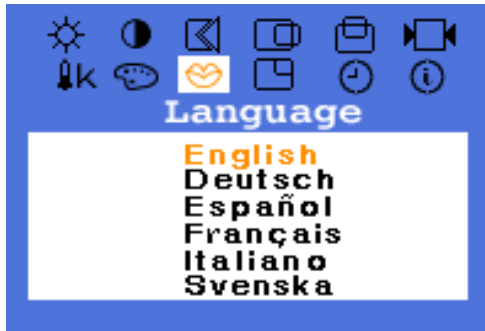 K
Language
English
Deutsch
Español
Français
Italiano
Svenska